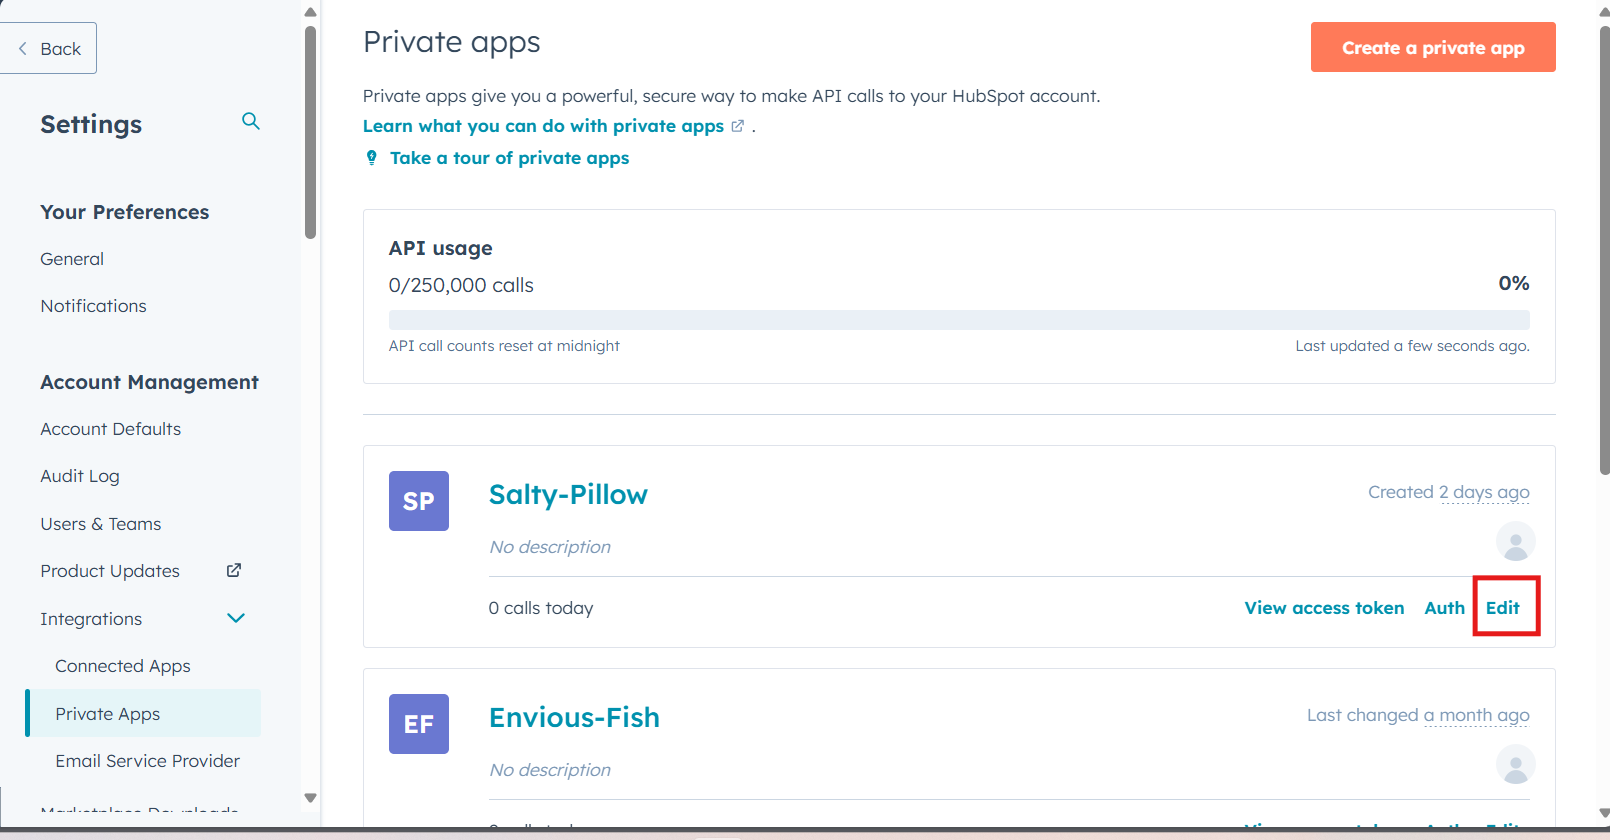 Back
Settings
Your Preferences
General
Notifications
Account Management
Account Defaults
Audit Log
Users & Teams
Product Updates
Integrations
Connected Apps
Private Apps
Email Service Provider
Marketplace Downloads
Private apps
Create a private app
Private apps give you a powerful, secure way to make API calls to your HubSpot account.
Learn what you can do with private apps .
Take a tour of private apps
API usage
0/250,000 calls
0%
API call counts reset at midnight
Last updated a few seconds ago.
SP
Salty-Pillow
Created 2 days ago
No description
0 calls today
View access token Auth Edit
EF
Envious-Fish
Last changed a month ago
No description